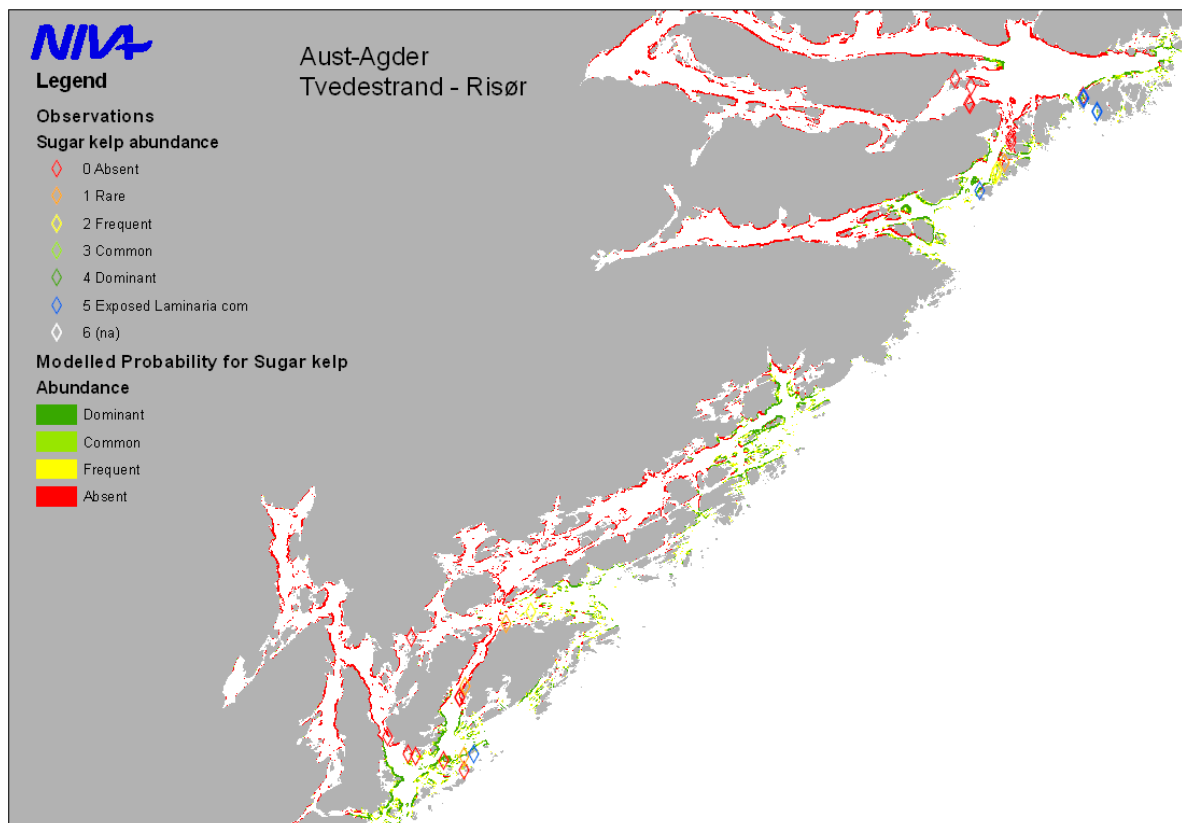 NIVA
Legend
Aust-Agder
Tvedestrand - Risør
Observations
Sugar kelp abundance
0 Absent
1 Rare
2 Frequent
3 Common
4 Dominant
5 Exposed Laminaria com
6 (na)
Modelled Probability for Sugar kelp
Abundance
Dominant
Common
Frequent
Absent